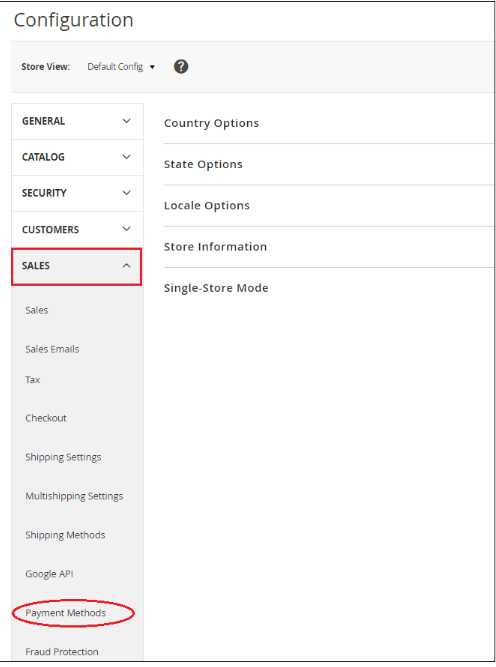 Configuration
Store View: Default Config ?
GENERAL
CATALOG
SECURITY
CUSTOMERS
SALES
Sales
Sales Emails
Tax
Checkout
Shipping Settings
Multishipping Settings
Shipping Methods
Google API
Payment Methods
Fraud Protection
Country Options
State Options
Locale Options
Store Information
Single-Store Mode